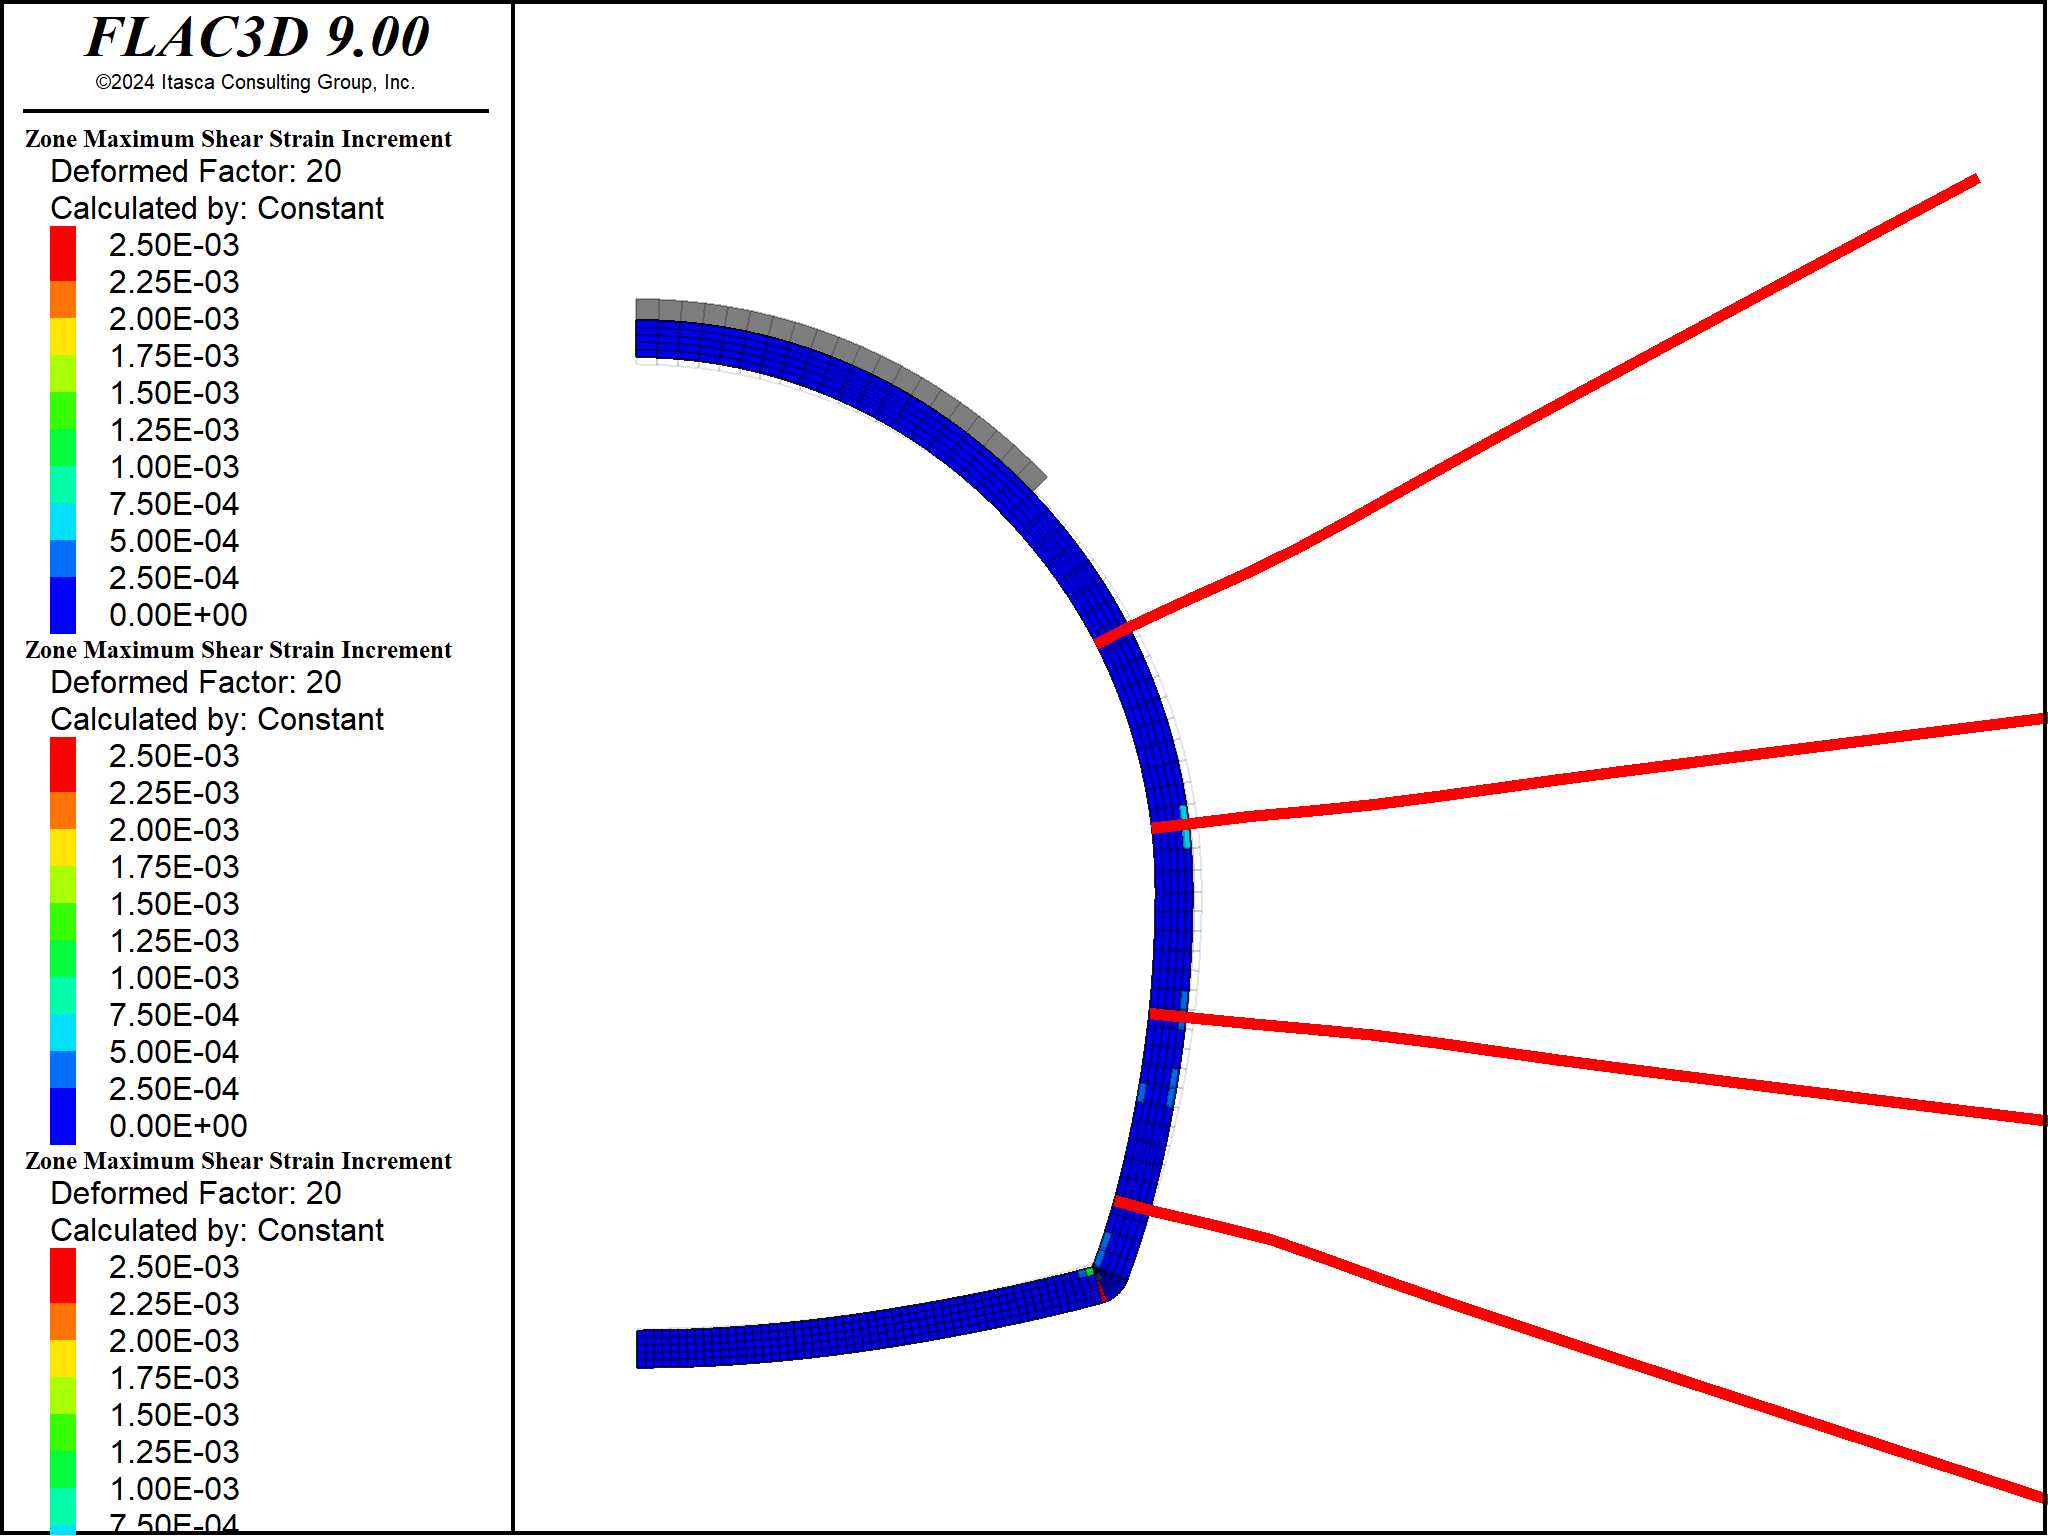 FLAC3D 9.00
©2024 Itasca Consulting Group, Inc.
Zone Maximum Shear Strain Increment
Deformed Factor: 20
Calculated by: Constant
2.50E-03
2.25E-03
2.00E-03
1.75E-03
1.50E-03
1.25E-03
1.00E-03
7.50E-04
5.00E-04
2.50E-04
0.00E+00
Zone Maximum Shear Strain Increment
Deformed Factor: 20
Calculated by: Constant
2.50E-03
2.25E-03
2.00E-03
1.75E-03
1.50E-03
1.25E-03
1.00E-03
7.50E-04
5.00E-04
2.50E-04
0.00E+00
Zone Maximum Shear Strain Increment
Deformed Factor: 20
Calculated by: Constant
2.50E-03
2.25E-03
2.00E-03
1.75E-03
1.50E-03
1.25E-03
1.00E-03
7.50E-04